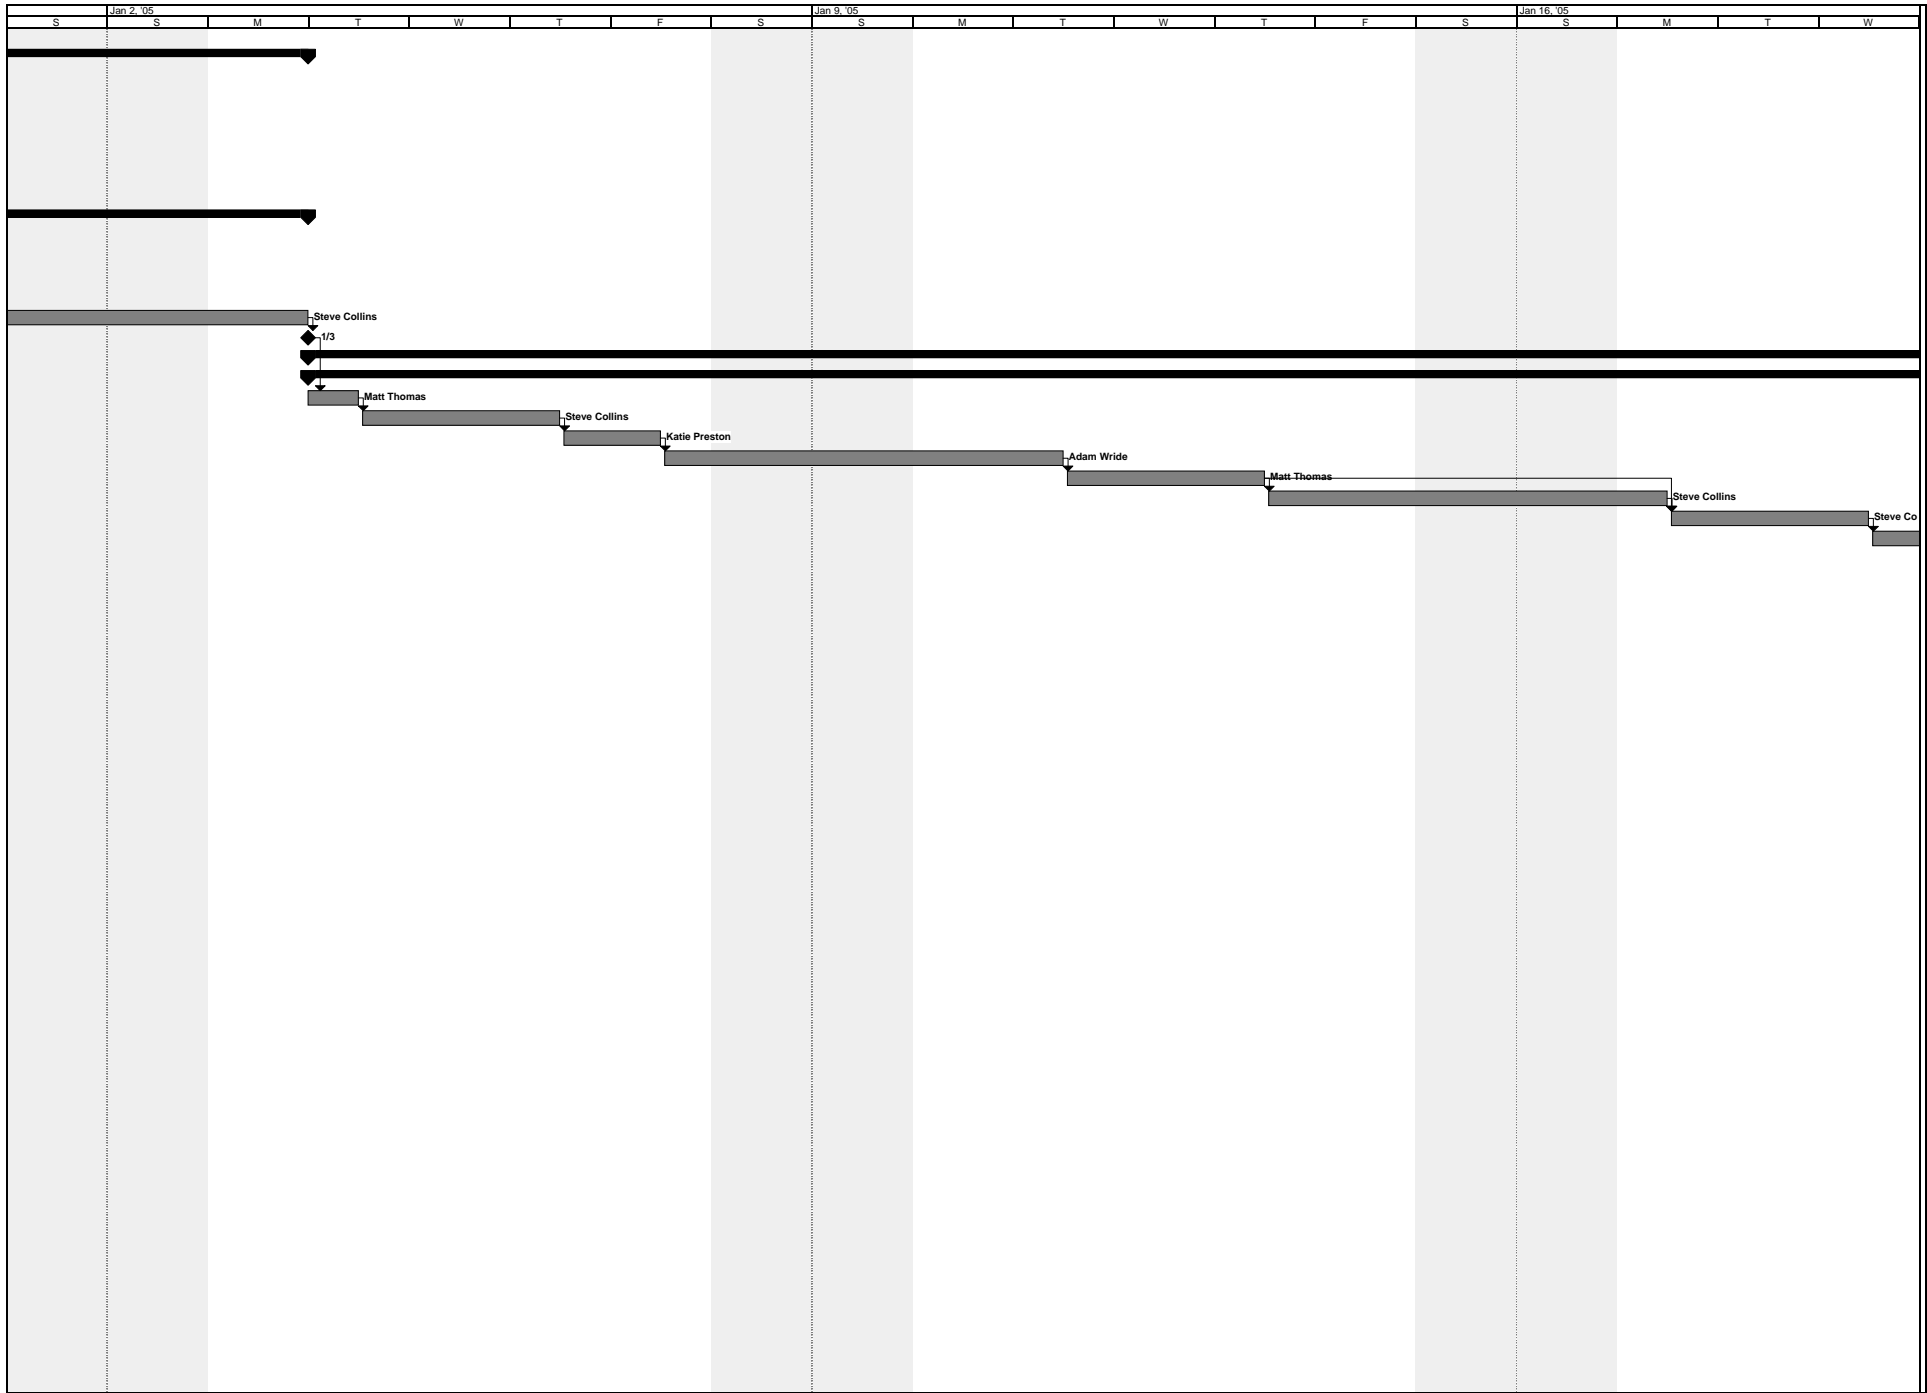 Jan 2, '05 Jan 9, '05 Jan 16, '05
S S M T W T F S S M T W T F S S M T W
Steve Collins
1/3
Matt Thomas
Steve Collins
Katie Preston
Adam Wride
Matt Thomas
Steve Collins
Steve Co